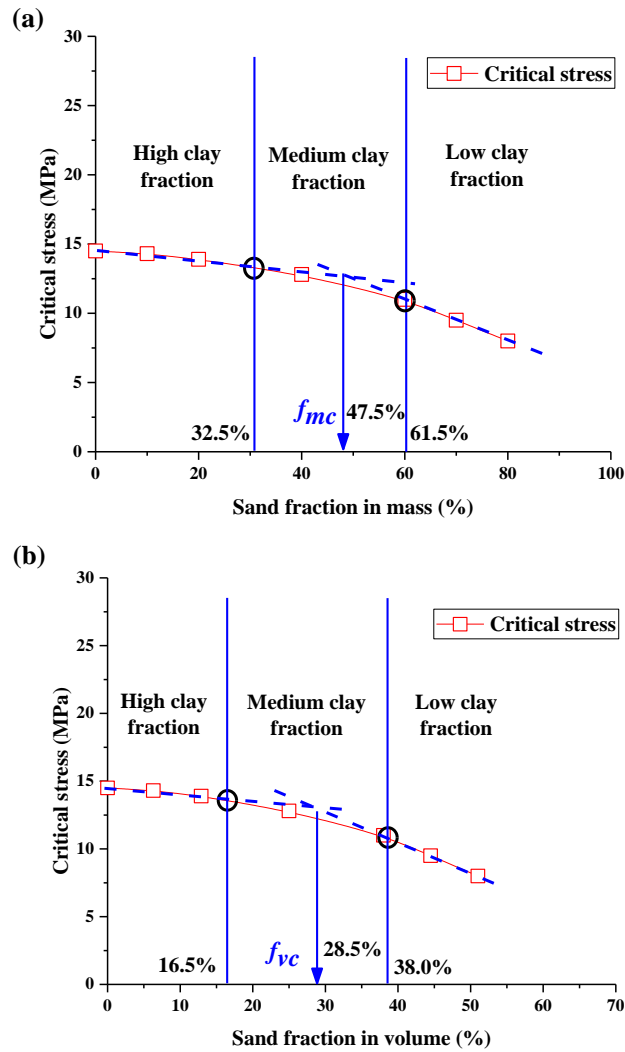 (a)
30
25
20
15
10
5
0
Critical stress (MPa)
Critical stress
High clay
fraction
Medium clay
fraction
Low clay
fraction
32.5%
fmc
47.5%
61.5%
0
20
40
60
80
100
Sand fraction in mass (%)
(b)
30
25
20
15
10
5
0
Critical stress (MPa)
Critical stress
High clay
fraction
Medium clay
fraction
Low clay
fraction
16.5%
fvc
28.5%
38.0%
0
10
20
30
40
50
60
70
Sand fraction in volume (%)